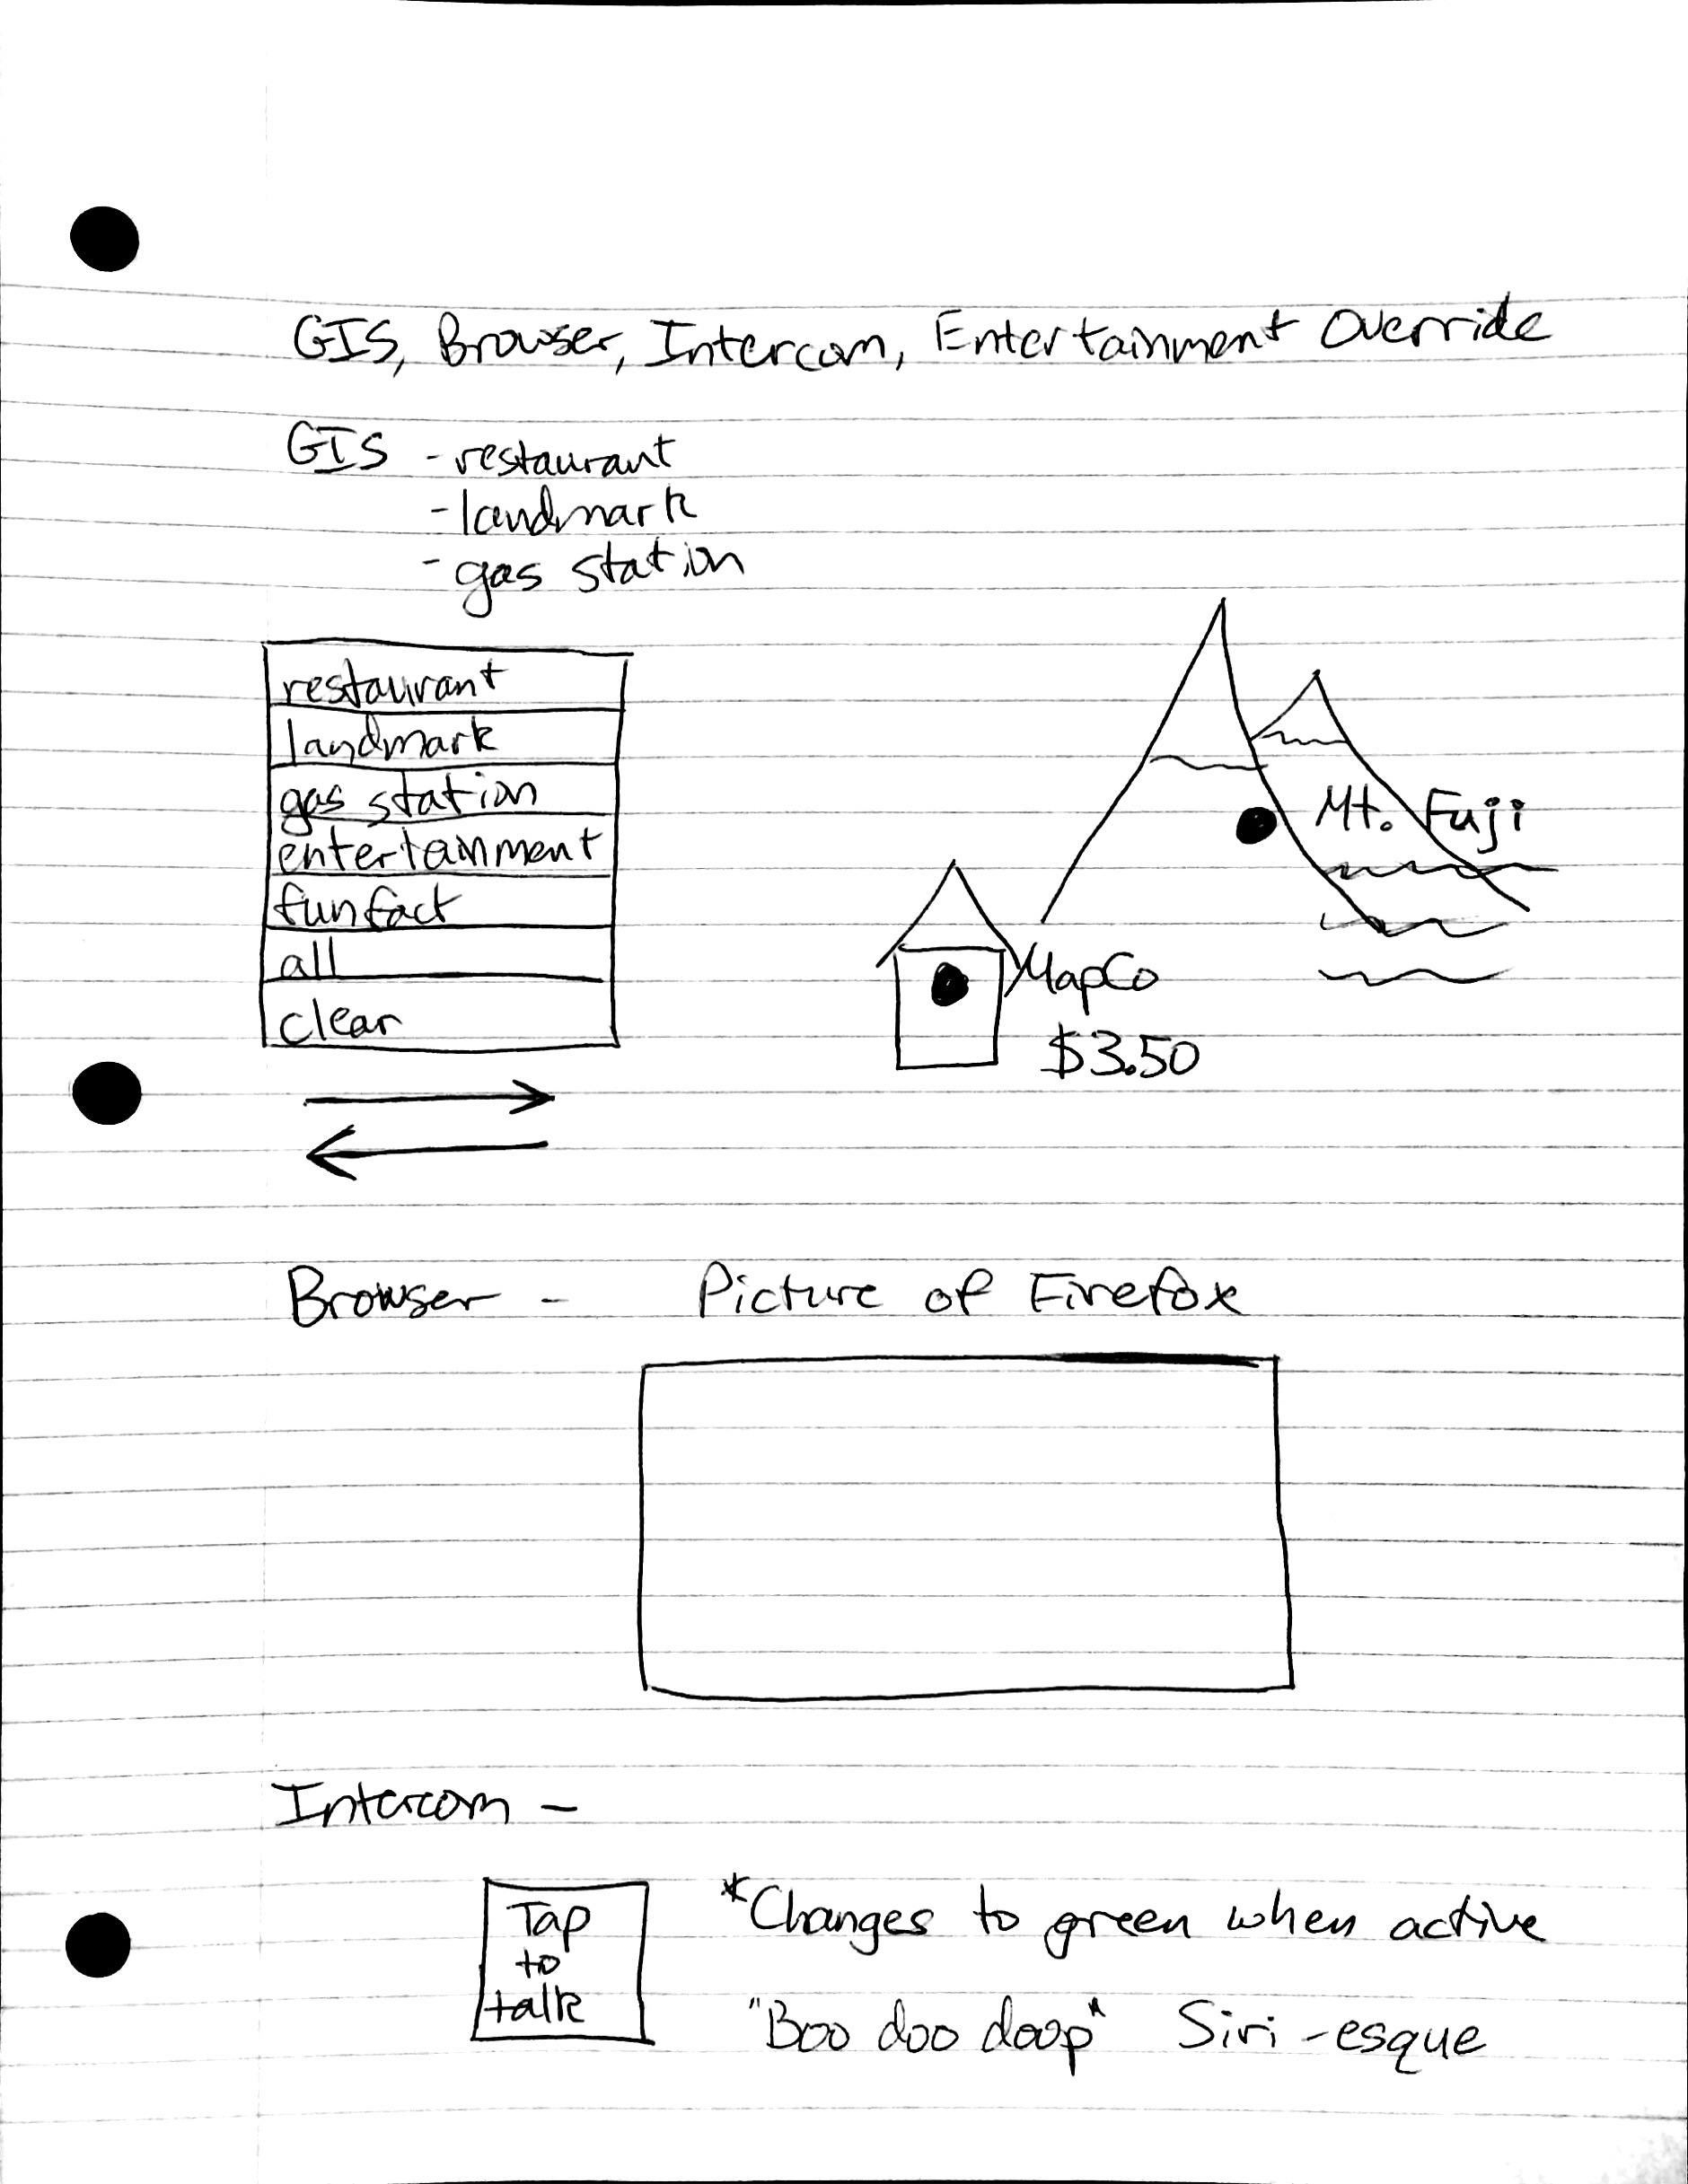 GIS, Browser, Intercom, Entertainment Override
GIS - restaurant
- landmark
- gas station
restaurant
landmark
gas station
entertainment
fun fact
all
clear
Mt. Fuji
MapCo
$3.50
Browser - Picture of Firefox
Intercom -
Tap
to
talk
*Changes to green when active
"Boo doo doop" Siri-esque